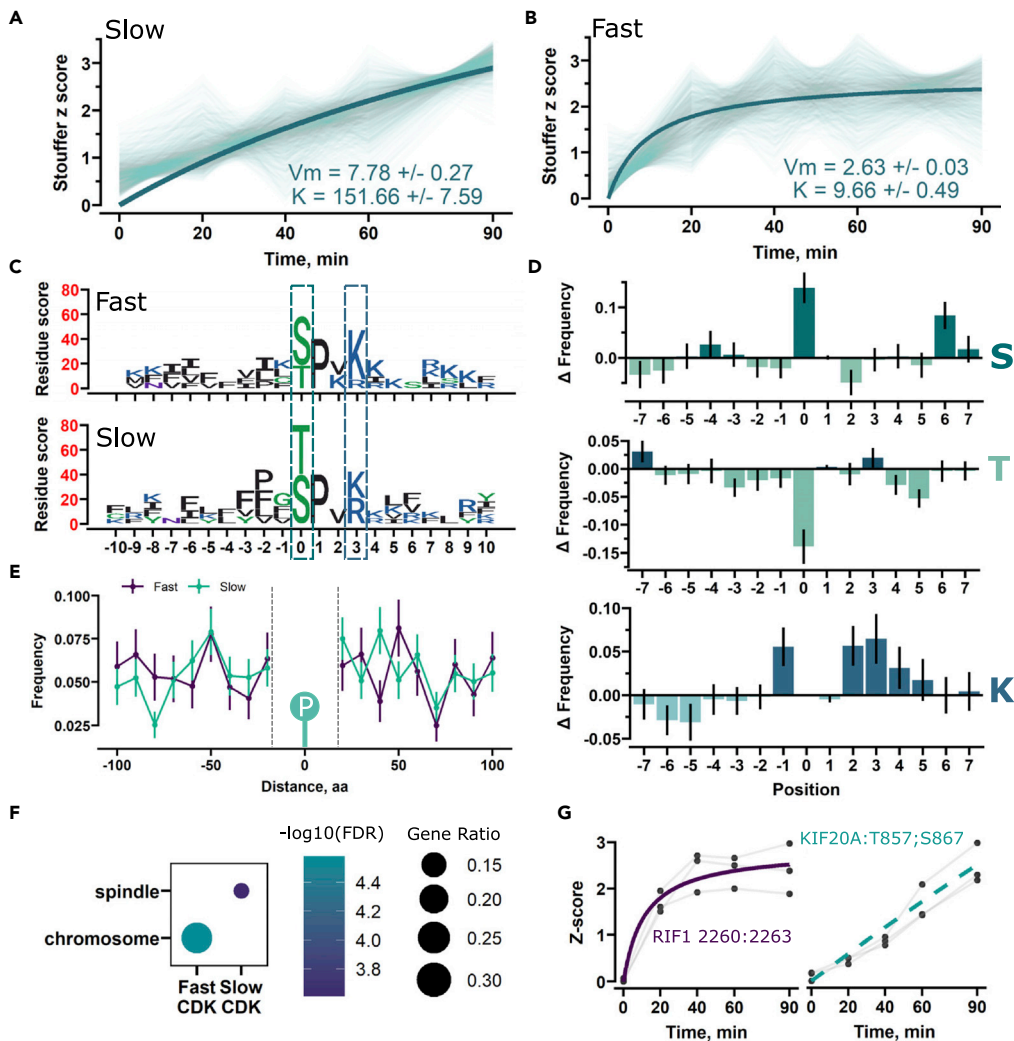 A
Slow
Stouffer z score
3
2
1
0
Vm = 7.78 +/- 0.27
K = 151.66 +/- 7.59
0 20 40 60 90
Time, min
B
Fast
Stouffer z score
3
2
1
0
Vm = 2.63 +/- 0.03
K = 9.66 +/- 0.49
0 20 40 60 90
Time, min
C
Fast
Residue score
80
60
40
20
0
S
T
P
V
K
K
R
Slow
Residue score
80
60
40
20
0
T
S
P
V
K
R
-10 -9 -8 -7 -6 -5 -4 -3 -2 -1 0 1 2 3 4 5 6 7 8 9 10
D
Δ Frequency
0.1
0.0
S
-7 -6 -5 -4 -3 -2 -1 0 1 2 3 4 5 6 7
Δ Frequency
0.05
0.00
-0.05
-0.10
-0.15
T
-7 -6 -5 -4 -3 -2 -1 0 1 2 3 4 5 6 7
Δ Frequency
0.10
0.05
0.00
-0.05
K
-7 -6 -5 -4 -3 -2 -1 0 1 2 3 4 5 6 7
Position
E
Fast Slow
Frequency
0.100
0.075
0.050
0.025
P
-100 -50 0 50 100
Distance, aa
F
spindle
chromosome
Fast Slow
CDK CDK
-log10(FDR)
4.4
4.2
4.0
3.8
Gene Ratio
0.15
0.20
0.25
0.30
G
Z-score
3
2
1
0
RIF1 2260:2263
0 20 40 60 90
Time, min
KIF20A:T857;S867
0 20 40 60 90
Time, min